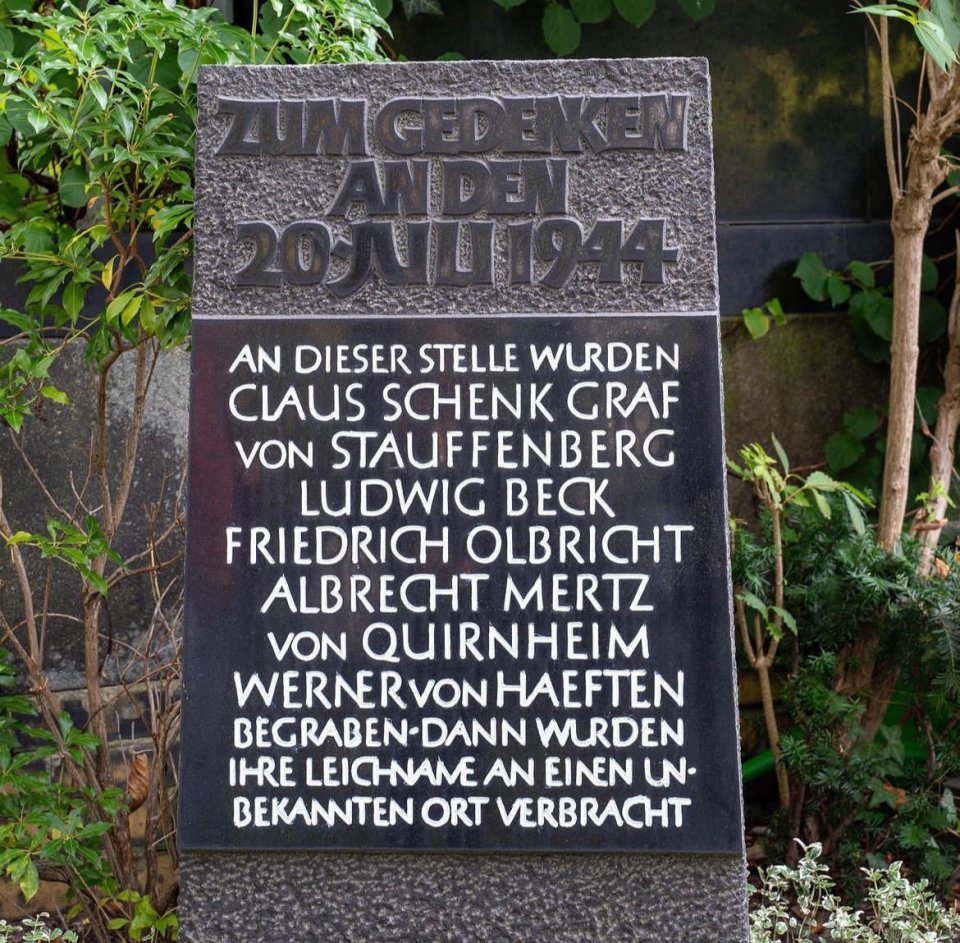 ZUM GEDENKEN
AN DEN
20·JULI 1944
AN DIESER STELLE WURDEN
CLAUS SCHENK GRAF
VON STAUFFENBERG
LUDWIG BECK
FRIEDRICH OLBRICHT
ALBRECHT MERTZ
VON QUIRNHEIM
WERNER VON HAEFTEN
BEGRABEN·DANN WURDEN
IHRE LEICHNAME AN EINEN UN-
BEKANNTEN ORT VERBRACHT